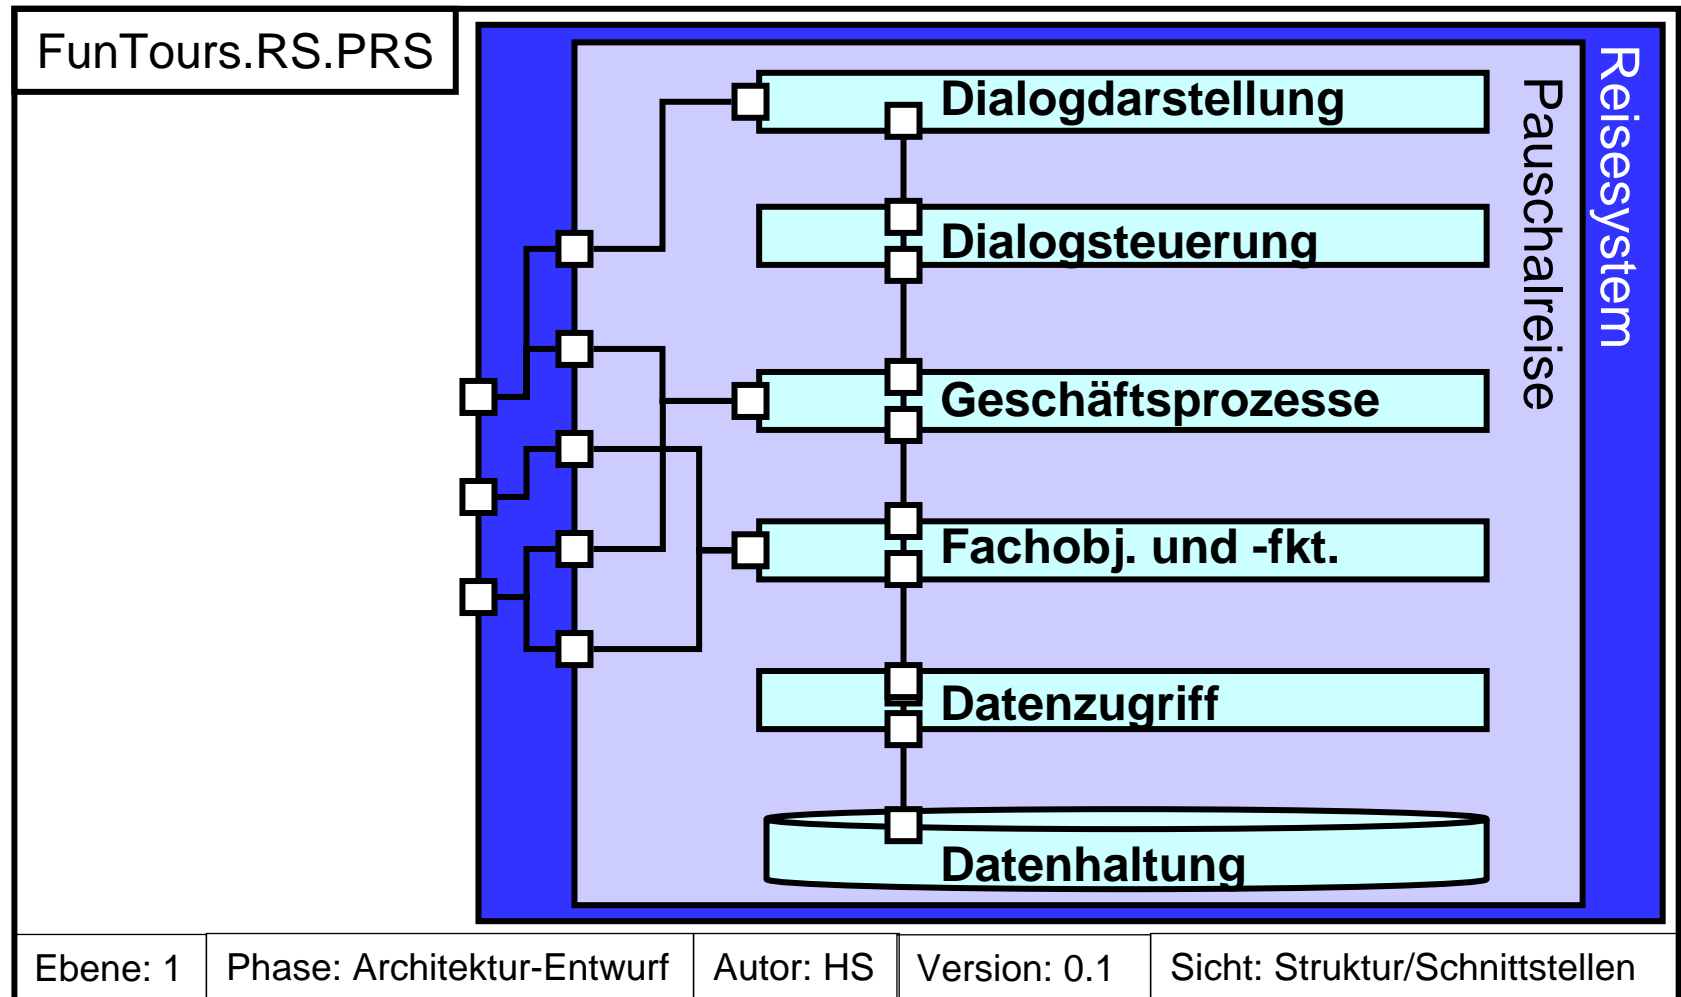 FunTours.RS.PRS
Dialogdarstellung
Dialogsteuerung
Geschäftsprozesse
Fachobj. und -fkt.
Datenzugriff
Datenhaltung
Pauschalreise
Reisesystem
Ebene: 1
Phase: Architektur-Entwurf
Autor: HS
Version: 0.1
Sicht: Struktur/Schnittstellen